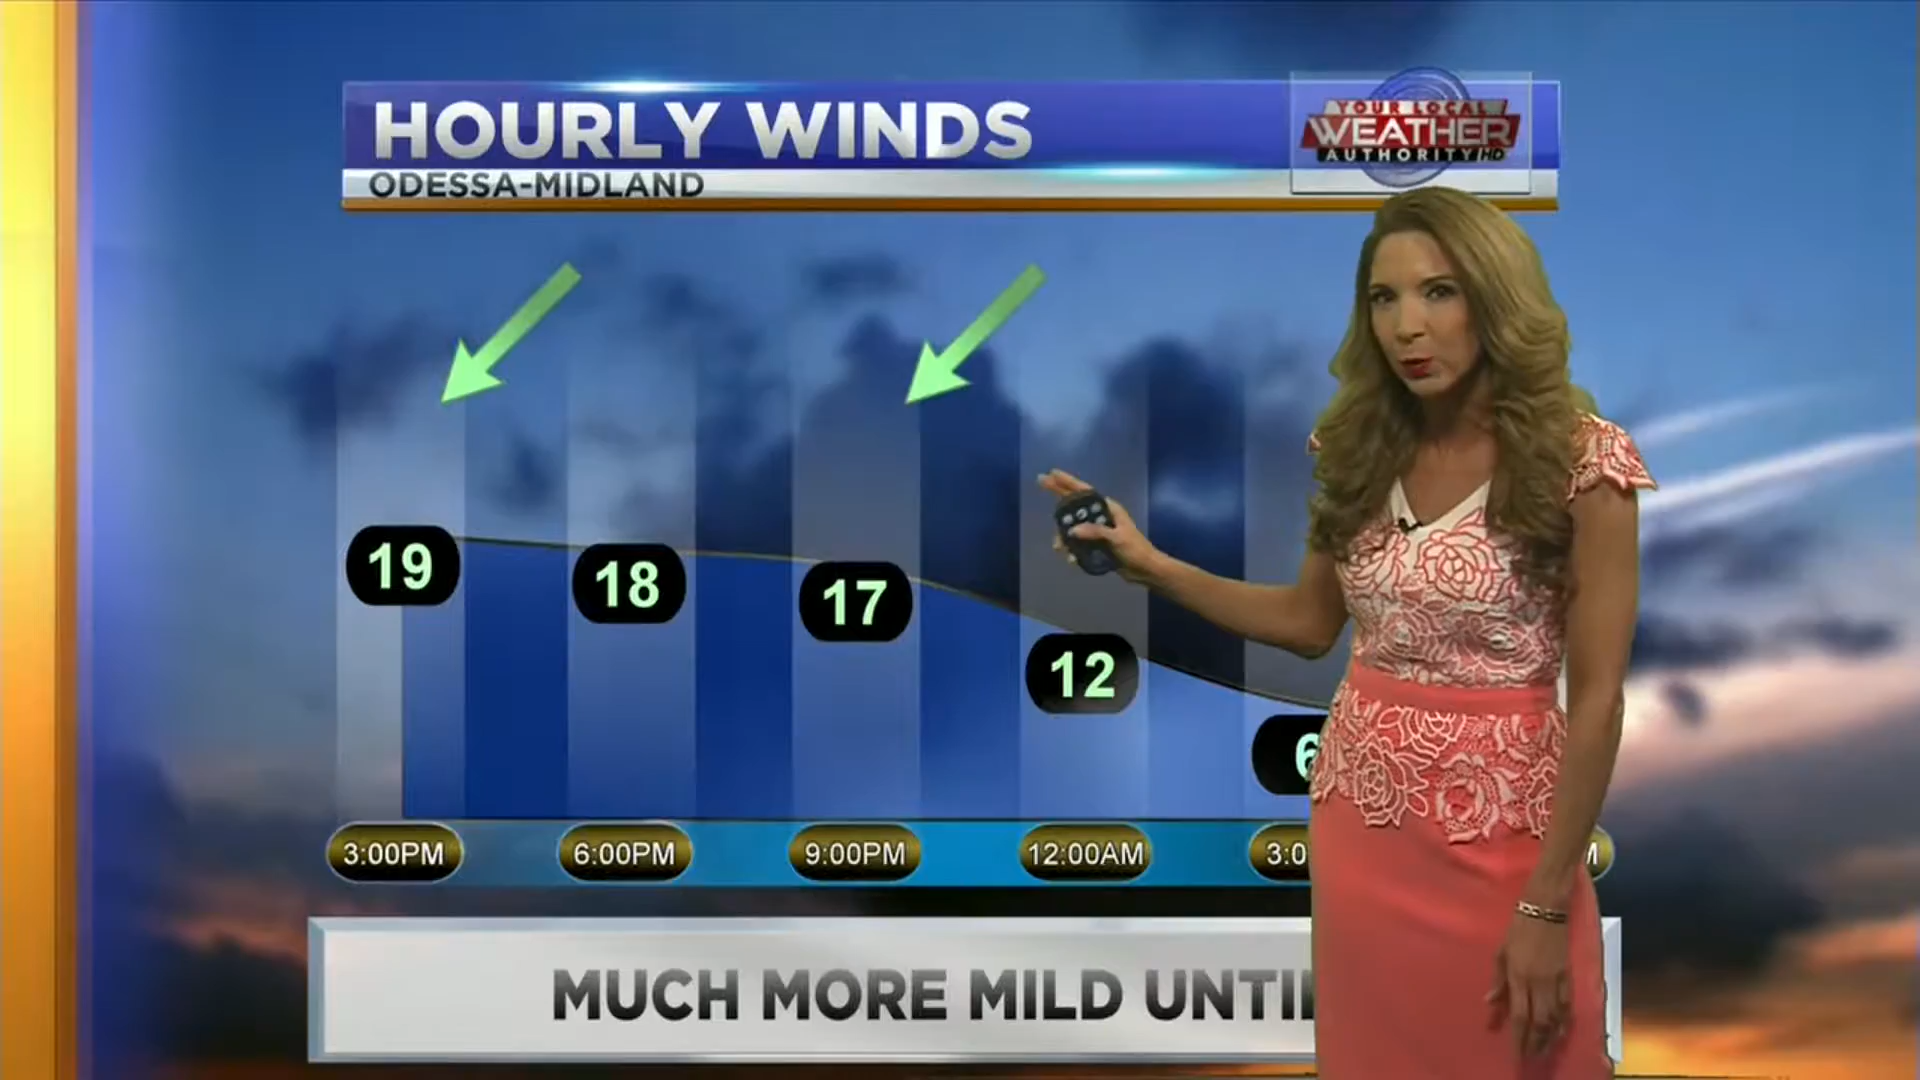 HOURLY WINDS
ODESSA-MIDLAND
YOUR LOCAL
WEATHER
AUTHORITY HD
19
18
17
12
6
3:00PM
6:00PM
9:00PM
12:00AM
MUCH MORE MILD